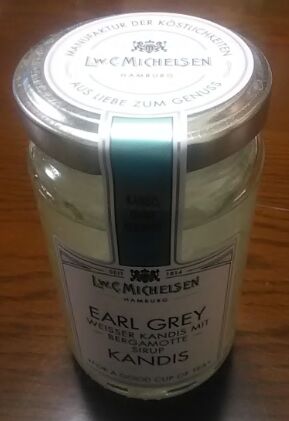 MANUFAKTUR DER KÖSTLICHKEITEN
L.W.C. MICHELSEN
HAMBURG
AUS LIEBE ZUM GENUSS
SEIT 1814
L.W.C. MICHELSEN
HAMBURG
EARL GREY
WEISSER KANDIS MIT
BERGAMOTTE
SIRUP
KANDIS
FOR A GOOD CUP OF TEA